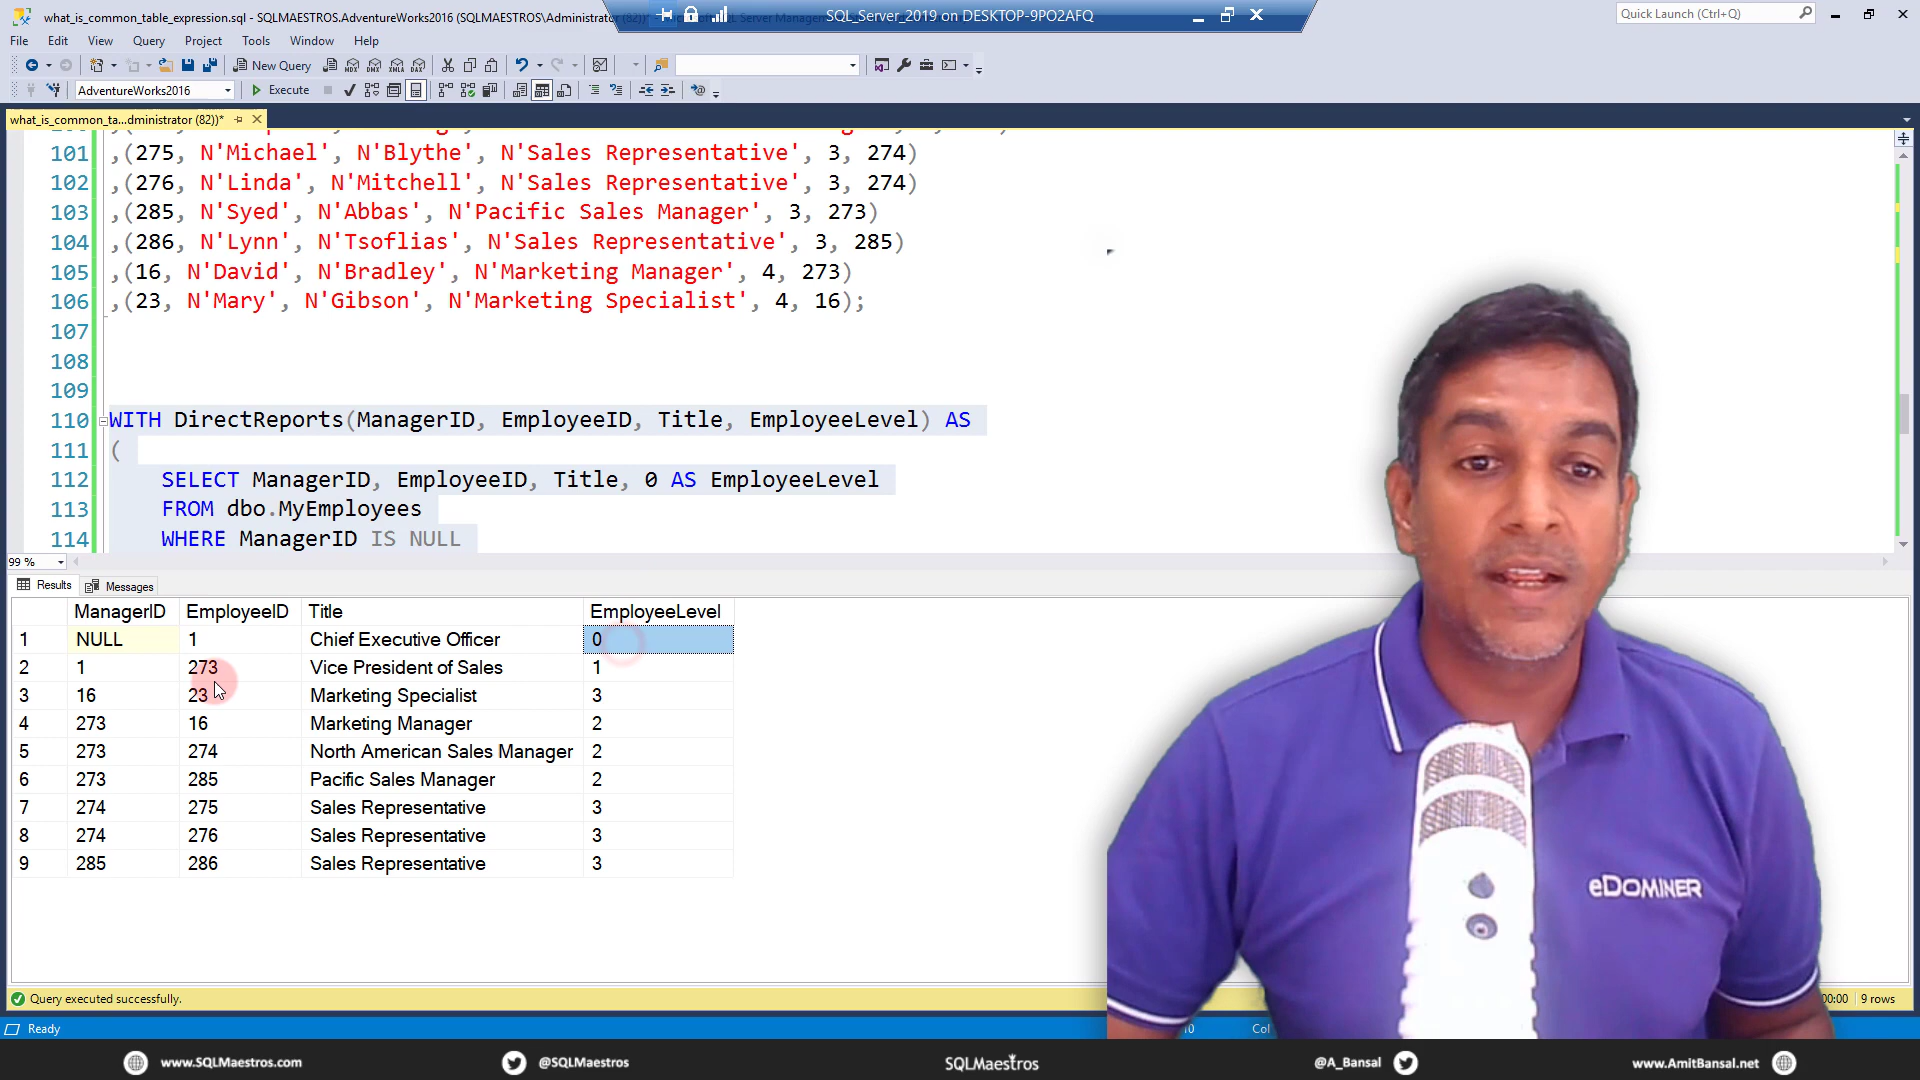 what_is_common_table_expression.sql - SQLMAESTROS.AdventureWorks2016 (SQLMAESTROS\Administrator (82))*
SQL_Server_2019 on DESKTOP-9PO2AFQ
Quick Launch (Ctrl+Q)
File Edit View Query Project Tools Window Help
New Query
AdventureWorks2016
Execute
what_is_common_ta...dministrator (82))*
101 ,(275, N'Michael', N'Blythe', N'Sales Representative', 3, 274)
102 ,(276, N'Linda', N'Mitchell', N'Sales Representative', 3, 274)
103 ,(285, N'Syed', N'Abbas', N'Pacific Sales Manager', 3, 273)
104 ,(286, N'Lynn', N'Tsoflias', N'Sales Representative', 3, 285)
105 ,(16, N'David', N'Bradley', N'Marketing Manager', 4, 273)
106 ,(23, N'Mary', N'Gibson', N'Marketing Specialist', 4, 16);
107
108
109
110 WITH DirectReports(ManagerID, EmployeeID, Title, EmployeeLevel) AS
111 (
112 SELECT ManagerID, EmployeeID, Title, 0 AS EmployeeLevel
113 FROM dbo.MyEmployees
114 WHERE ManagerID IS NULL
99 %
Results Messages
ManagerID EmployeeID Title EmployeeLevel
1 NULL 1 Chief Executive Officer 0
2 1 273 Vice President of Sales 1
3 16 23 Marketing Specialist 3
4 273 16 Marketing Manager 2
5 273 274 North American Sales Manager 2
6 273 285 Pacific Sales Manager 2
7 274 275 Sales Representative 3
8 274 276 Sales Representative 3
9 285 286 Sales Representative 3
eDOMINER
Query executed successfully.
00:00 9 rows
Ready
10 Col
www.SQLMaestros.com
@SQLMaestros
SQLMaestros
@A_Bansal
www.AmitBansal.net